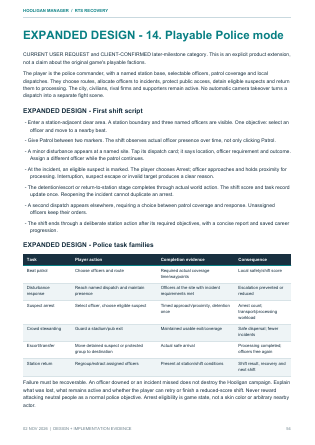 HOOLIGAN MANAGER / RTS RECOVERY
EXPANDED DESIGN - 14. Playable Police mode
CURRENT USER REQUEST and CLIENT-CONFIRMED later-milestone category. This is an explicit product extension,
not a claim about the original game's playable factions.
The player is the police commander, with a named station base, selectable officers, patrol coverage and local
dispatches. They choose routes, allocate officers to incidents, protect public access, detain eligible suspects and return
them to processing. The city, civilians, rival firms and supporters remain active. No automatic camera takeover turns a
dispatch into a separate fight scene.
EXPANDED DESIGN - First shift script
- Enter a station-adjacent clear area. A station boundary and three named officers are visible. One objective: select an
officer and move to a nearby beat.
- Give Patrol between two markers. The shift observes actual officer presence over time, not only clicking Patrol.
- A minor disturbance appears at a named site. Tap its dispatch card; it says location, officer requirement and outcome.
Assign a different officer while the patrol continues.
- At the incident, an eligible suspect is marked. The player chooses Arrest; officer approaches and holds proximity for
processing. Interruption, suspect escape or invalid target produces a clear reason.
- The detention/escort or return-to-station stage completes through actual world action. The shift score and task record
update once. Reopening the incident cannot duplicate an arrest.
- A second dispatch appears elsewhere, requiring a choice between patrol coverage and response. Unassigned
officers keep their orders.
- The shift ends through a deliberate station action after its required objectives, with a concise report and saved career
progression.
EXPANDED DESIGN - Police task families
Task Player action Completion evidence Consequence
Beat patrol Choose officers and route Required actual coverage time/waypoints Local safety/shift score
Disturbance response Reach named dispatch and maintain presence Officers at the site with incident requirements met Escalation prevented or reduced
Suspect arrest Select officer, choose eligible suspect Timed approach/proximity, detention once Arrest count; transport/processing workload
Crowd stewarding Guard a stadium/pub exit Maintained usable exit/coverage Safe dispersal; fewer incidents
Escort/transfer Move detained suspect or protected group to destination Actual safe arrival Processing completed; officers free again
Station return Regroup/extract assigned officers Present at station/shift conditions Shift result; recovery and next shift
Failure must be recoverable. An officer downed or an incident missed does not destroy the Hooligan campaign. Explain
what was lost, what remains active and whether the player can retry or finish a reduced-score shift. Never reward
attacking neutral people as a normal police objective. Arrest eligibility is game state, not a skin color or arbitrary nearby
actor.
02 NOV 2025 | DESIGN + IMPLEMENTATION EVIDENCE